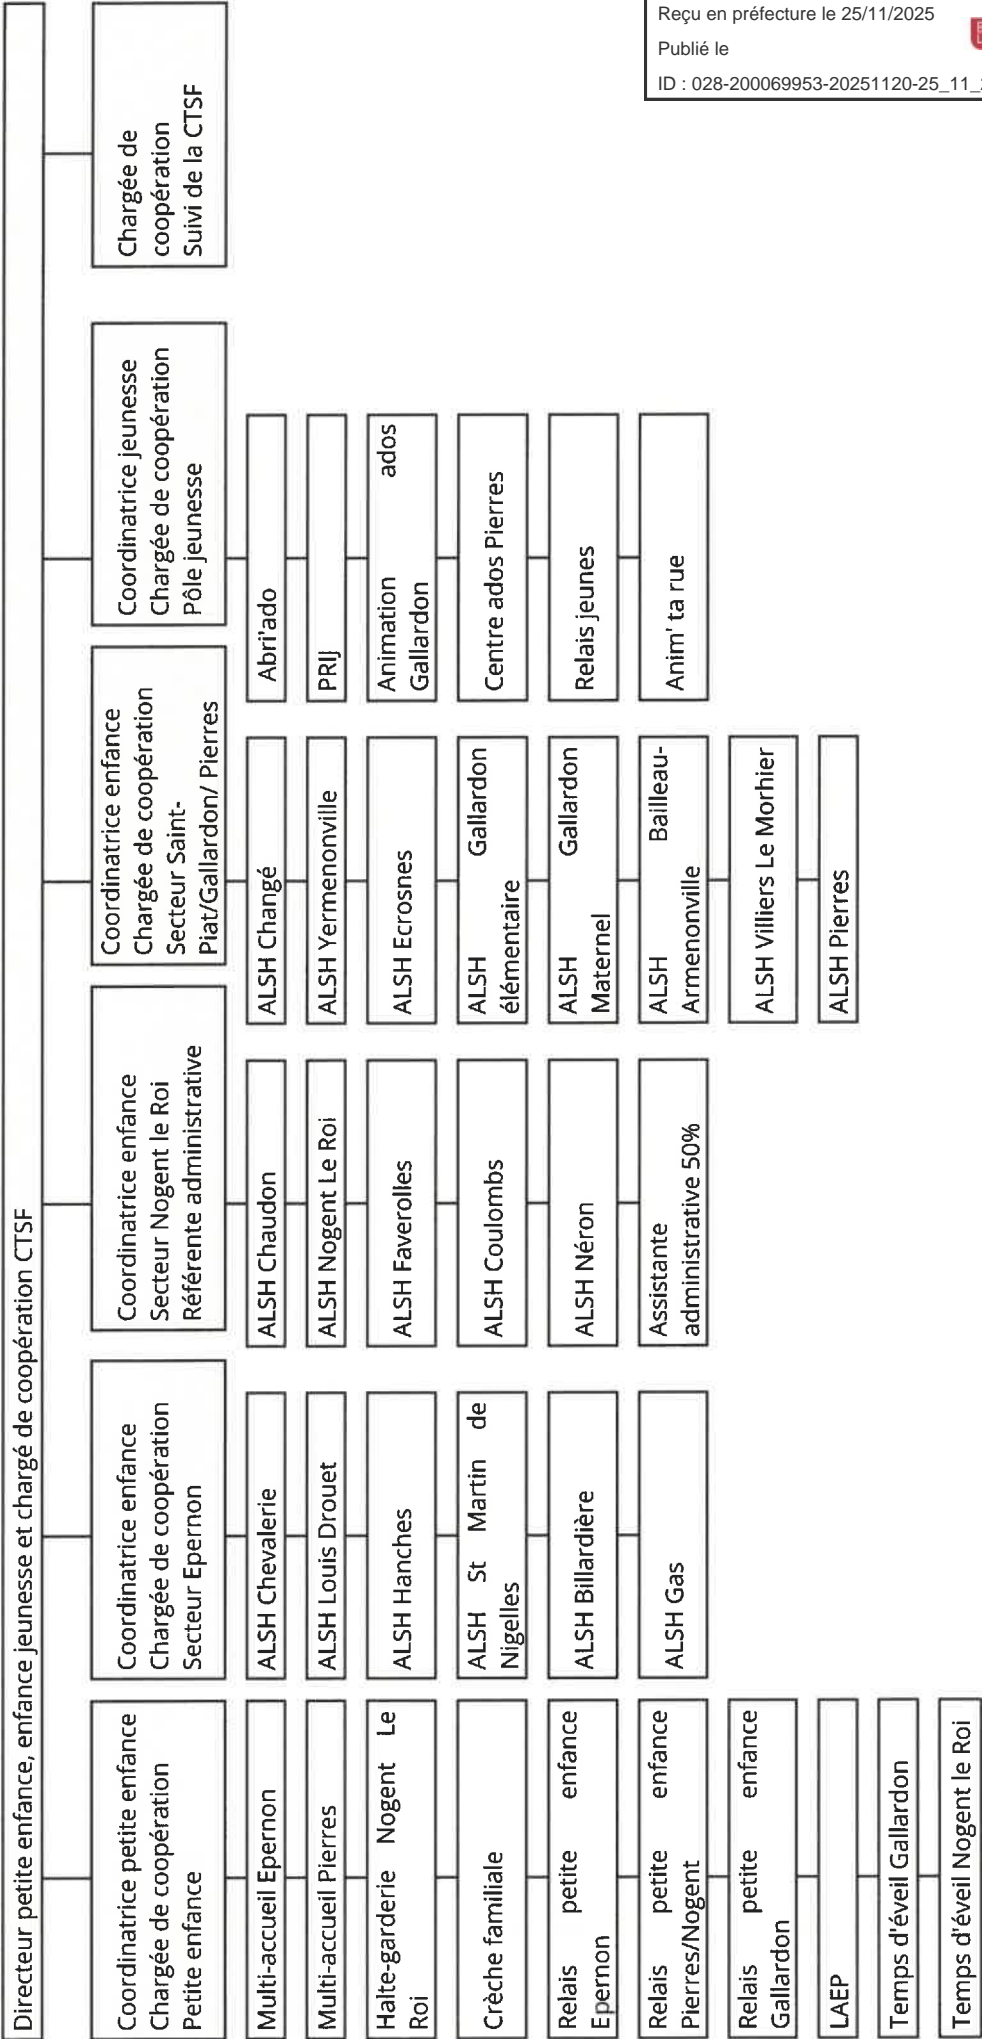 Reçu en préfecture le 25/11/2025
Publié le
ID : 028-200069953-20251120-25_11_
Directeur petite enfance, enfance jeunesse et chargé de coopération CTSF
Coordinatrice petite enfance
Chargée de coopération
Petite enfance
Multi-accueil Epernon
Multi-accueil Pierres
Halte-garderie Nogent Le
Roi
Crèche familiale
Relais petite enfance
Epernon
Relais petite enfance
Pierres/Nogent
Relais petite enfance
Gallardon
LAEP
Temps d'éveil Gallardon
Temps d'éveil Nogent le Roi
Coordinatrice enfance
Chargée de coopération
Secteur Epernon
ALSH Chevalerie
ALSH Louis Drouet
ALSH Hanches
ALSH St Martin de
Nigelles
ALSH Billardière
ALSH Gas
Coordinatrice enfance
Secteur Nogent le Roi
Référente administrative
ALSH Chaudon
ALSH Nogent Le Roi
ALSH Faverolles
ALSH Coulombs
ALSH Néron
Assistante
administrative 50%
Coordinatrice enfance
Chargée de coopération
Secteur Saint-
Piat/Gallardon/ Pierres
ALSH Changé
ALSH Yermenonville
ALSH Ecrosnes
ALSH Gallardon
élémentaire
ALSH Gallardon
Maternel
ALSH Bailleau-
Armenonville
ALSH Villiers Le Morhier
ALSH Pierres
Coordinatrice jeunesse
Chargée de coopération
Pôle jeunesse
Abri'ado
PRIJ
Animation ados
Gallardon
Centre ados Pierres
Relais jeunes
Anim' ta rue
Chargée de
coopération
Suivi de la CTSF